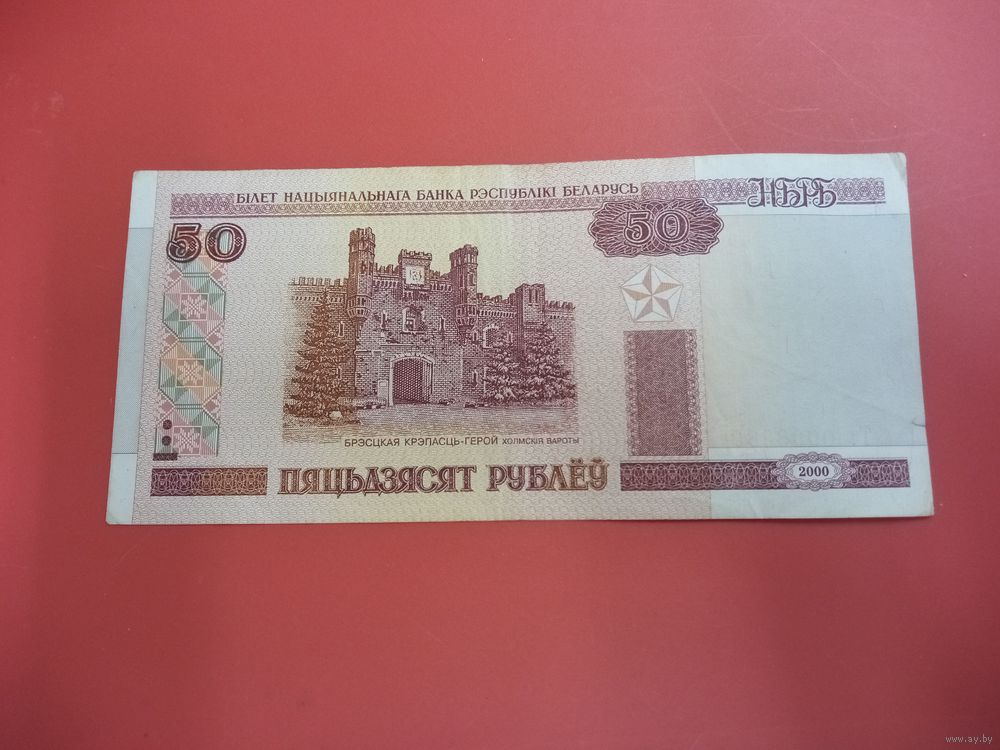 БІЛЕТ НАЦЫЯНАЛЬНАГА БАНКА РЭСПУБЛІКІ БЕЛАРУСЬ
НБРБ
50
50
БРЭСЦКАЯ КРЭПАСЦЬ-ГЕРОЙ ХОЛМСКІЯ ВАРОТЫ
ПЯЦЬДЗЯСЯТ РУБЛЁЎ
2000
www.ay.by